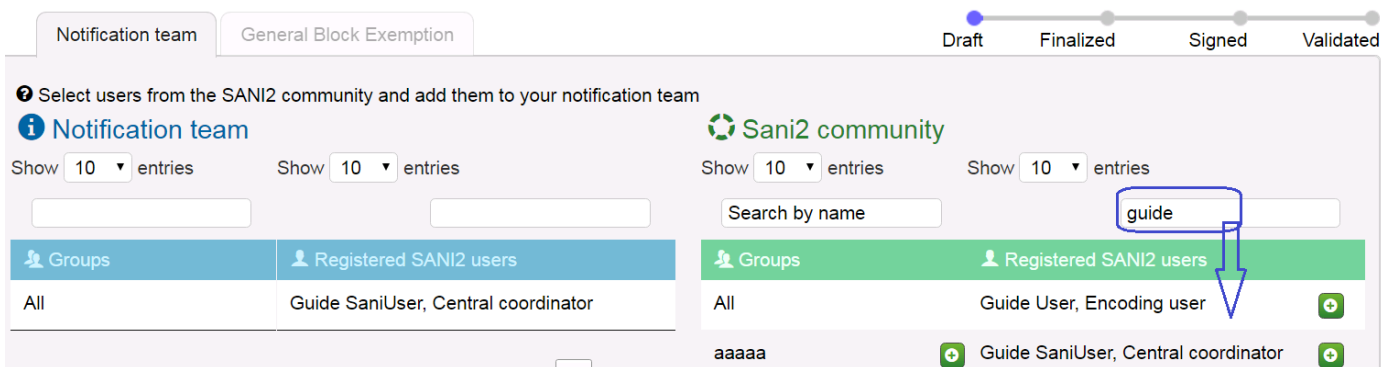 Notification team
General Block Exemption
Draft
Finalized
Signed
Validated
Select users from the SANI2 community and add them to your notification team
Notification team
Show 10 entries
Show 10 entries
Groups
Registered SANI2 users
All
Guide SaniUser, Central coordinator
Sani2 community
Show 10 entries
Show 10 entries
Search by name
guide
Groups
Registered SANI2 users
All
Guide User, Encoding user
aaaaa
Guide SaniUser, Central coordinator